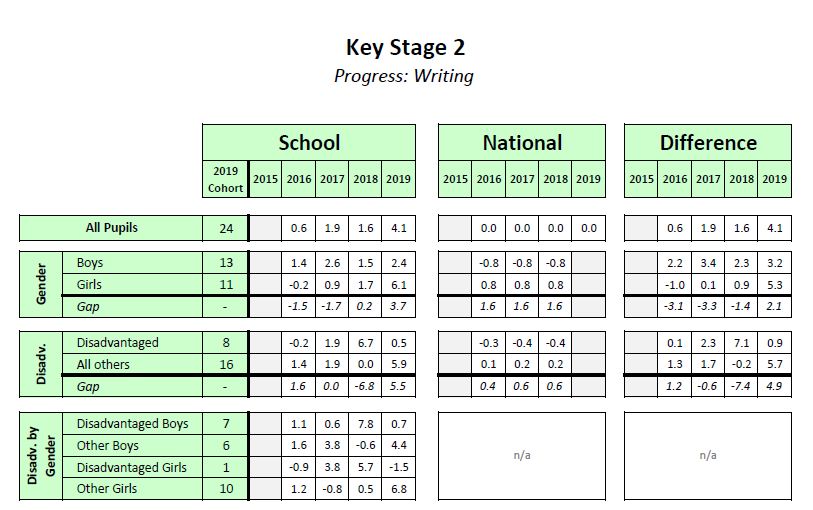 Key Stage 2
Progress: Writing
School National Difference
2019 Cohort 2015 2016 2017 2018 2019 2015 2016 2017 2018 2019 2015 2016 2017 2018 2019
All Pupils 24 0.6 1.9 1.6 4.1 0.0 0.0 0.0 0.0 0.6 1.9 1.6 4.1
Gender
Boys 13 1.4 2.6 1.5 2.4 -0.8 -0.8 -0.8 2.2 3.4 2.3 3.2
Girls 11 -0.2 0.9 1.7 6.1 0.8 0.8 0.8 -1.0 0.1 0.9 5.3
Gap - -1.5 -1.7 0.2 3.7 1.6 1.6 1.6 -3.1 -3.3 -1.4 2.1
Disadv.
Disadvantaged 8 -0.2 1.9 6.7 0.5 -0.3 -0.4 -0.4 0.1 2.3 7.1 0.9
All others 16 1.4 1.9 0.0 5.9 0.1 0.2 0.2 1.3 1.7 -0.2 5.7
Gap - 1.6 0.0 -6.8 5.5 0.4 0.6 0.6 1.2 -0.6 -7.4 4.9
Disadv. by
Gender
Disadvantaged Boys 7 1.1 0.6 7.8 0.7
Other Boys 6 1.6 3.8 -0.6 4.4
n/a n/a
Disadvantaged Girls 1 -0.9 3.8 5.7 -1.5
Other Girls 10 1.2 -0.8 0.5 6.8